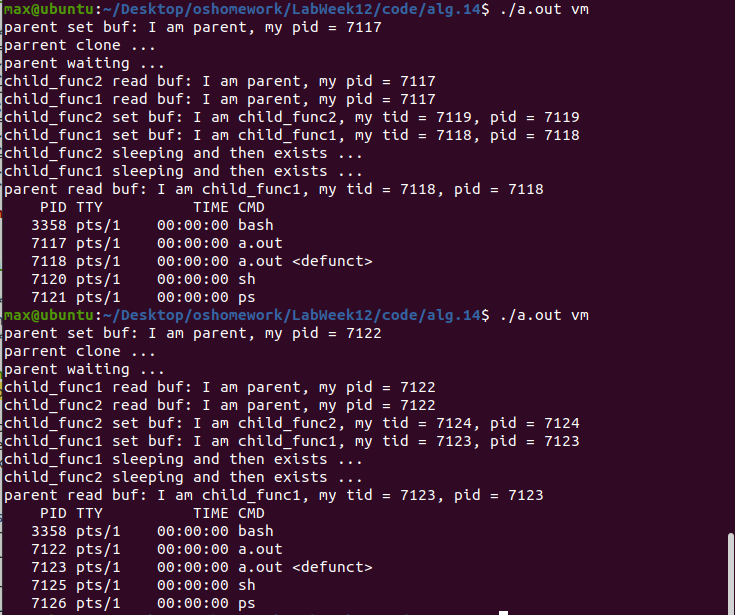 max@ubuntu:~/Desktop/oshomework/LabWeek12/code/alg.14$ ./a.out vm
parent set buf: I am parent, my pid = 7117
parrent clone ...
parent waiting ...
child_func2 read buf: I am parent, my pid = 7117
child_func1 read buf: I am parent, my pid = 7117
child_func2 set buf: I am child_func2, my tid = 7119, pid = 7119
child_func1 set buf: I am child_func1, my tid = 7118, pid = 7118
child_func2 sleeping and then exists ...
child_func1 sleeping and then exists ...
parent read buf: I am child_func1, my tid = 7118, pid = 7118
    PID TTY          TIME CMD
   3358 pts/1    00:00:00 bash
   7117 pts/1    00:00:00 a.out
   7118 pts/1    00:00:00 a.out <defunct>
   7120 pts/1    00:00:00 sh
   7121 pts/1    00:00:00 ps
max@ubuntu:~/Desktop/oshomework/LabWeek12/code/alg.14$ ./a.out vm
parent set buf: I am parent, my pid = 7122
parrent clone ...
parent waiting ...
child_func1 read buf: I am parent, my pid = 7122
child_func2 read buf: I am parent, my pid = 7122
child_func2 set buf: I am child_func2, my tid = 7124, pid = 7124
child_func1 set buf: I am child_func1, my tid = 7123, pid = 7123
child_func1 sleeping and then exists ...
child_func2 sleeping and then exists ...
parent read buf: I am child_func1, my tid = 7123, pid = 7123
    PID TTY          TIME CMD
   3358 pts/1    00:00:00 bash
   7122 pts/1    00:00:00 a.out
   7123 pts/1    00:00:00 a.out <defunct>
   7125 pts/1    00:00:00 sh
   7126 pts/1    00:00:00 ps